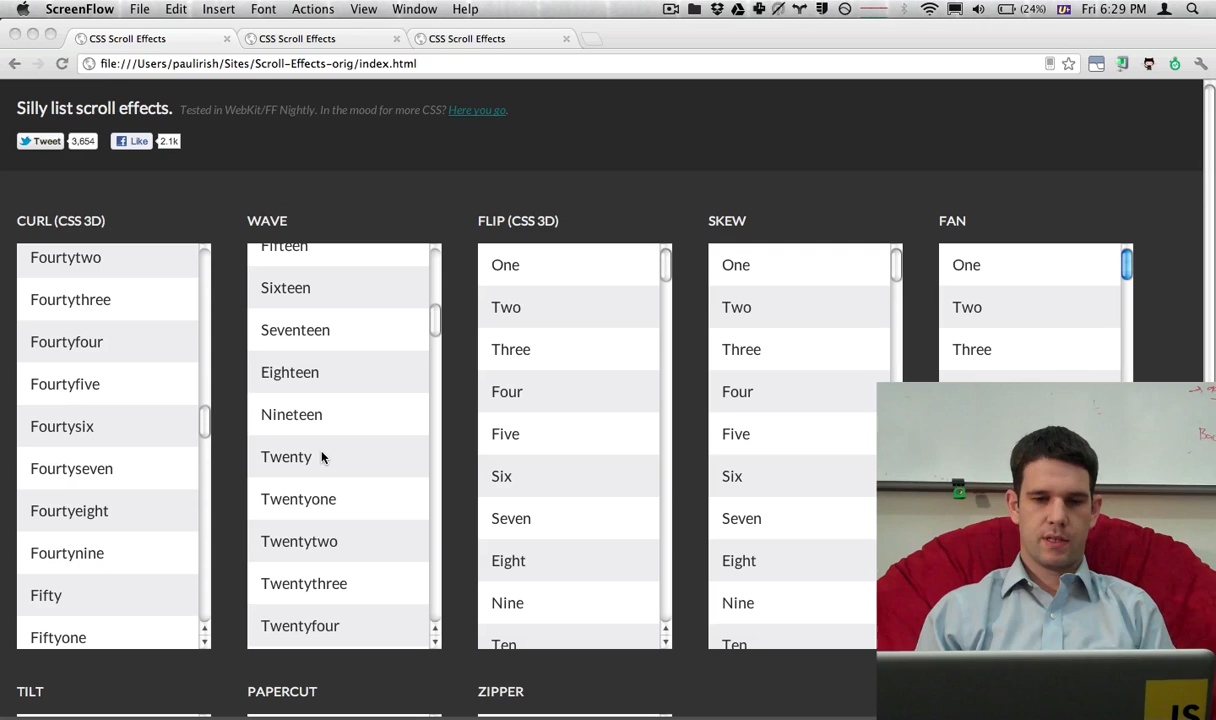 ScreenFlow File Edit Insert Font Actions View Window Help (24%) Fri 6:29 PM
CSS Scroll Effects CSS Scroll Effects CSS Scroll Effects
file:///Users/paulirish/Sites/Scroll-Effects-orig/index.html
Silly list scroll effects. Tested in WebKit/FF Nightly. In the mood for more CSS? Here you go.
Tweet 3,654 Like 2.1k
CURL (CSS 3D)
Fourtytwo
Fourtythree
Fourtyfour
Fourtyfive
Fourtysix
Fourtyseven
Fourtyeight
Fourtynine
Fifty
Fiftyone
WAVE
Fifteen
Sixteen
Seventeen
Eighteen
Nineteen
Twenty
Twentyone
Twentytwo
Twentythree
Twentyfour
FLIP (CSS 3D)
One
Two
Three
Four
Five
Six
Seven
Eight
Nine
Ten
SKEW
One
Two
Three
Four
Five
Six
Seven
Eight
Nine
Ten
FAN
One
Two
Three
TILT
PAPERCUT
ZIPPER
JS